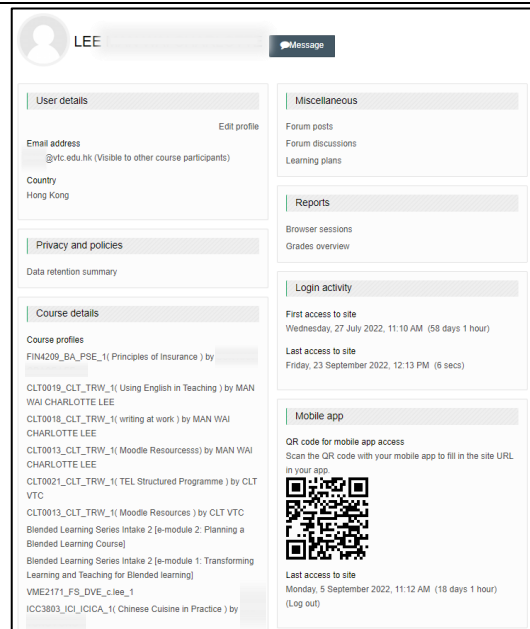 LEE
Message
User details
Edit profile
Email address
@vtc.edu.hk (Visible to other course participants)
Country
Hong Kong
Privacy and policies
Data retention summary
Course details
Course profiles
FIN4209_BA_PSE_1( Principles of Insurance ) by
CLT0019_CLT_TRW_1( Using English in Teaching ) by MAN
WAI CHARLOTTE LEE
CLT0018_CLT_TRW_1( writing at work ) by MAN WAI
CHARLOTTE LEE
CLT0013_CLT_TRW_1( Moodle Resourcesss) by MAN WAI
CHARLOTTE LEE
CLT0021_CLT_TRW_1( TEL Structured Programme ) by CLT
VTC
CLT0013_CLT_TRW_1( Moodle Resources ) by CLT VTC
Blended Learning Series Intake 2 [e-module 2: Planning a
Blended Learning Course]
Blended Learning Series Intake 2 [e-module 1: Transforming
Learning and Teaching for Blended learning]
VME2171_FS_DVE_c.lee_1
ICC3803_ICI_ICICA_1( Chinese Cuisine in Practice ) by
Miscellaneous
Forum posts
Forum discussions
Learning plans
Reports
Browser sessions
Grades overview
Login activity
First access to site
Wednesday, 27 July 2022, 11:10 AM (58 days 1 hour)
Last access to site
Friday, 23 September 2022, 12:13 PM (6 secs)
Mobile app
QR code for mobile app access
Scan the QR code with your mobile app to fill in the site URL
in your app.
Last access to site
Monday, 5 September 2022, 11:12 AM (18 days 1 hour)
(Log out)